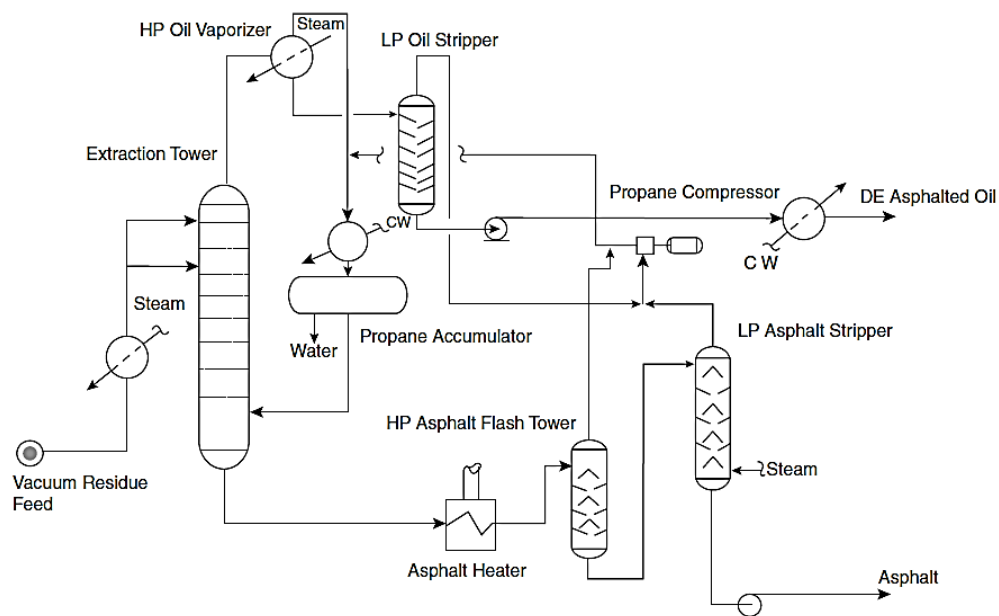 HP Oil Vaporizer
Steam
LP Oil Stripper
Extraction Tower
Propane Compressor
DE Asphalted Oil
CW
C W
Steam
Water
Propane Accumulator
LP Asphalt Stripper
HP Asphalt Flash Tower
Vacuum Residue
Feed
Steam
Asphalt Heater
Asphalt